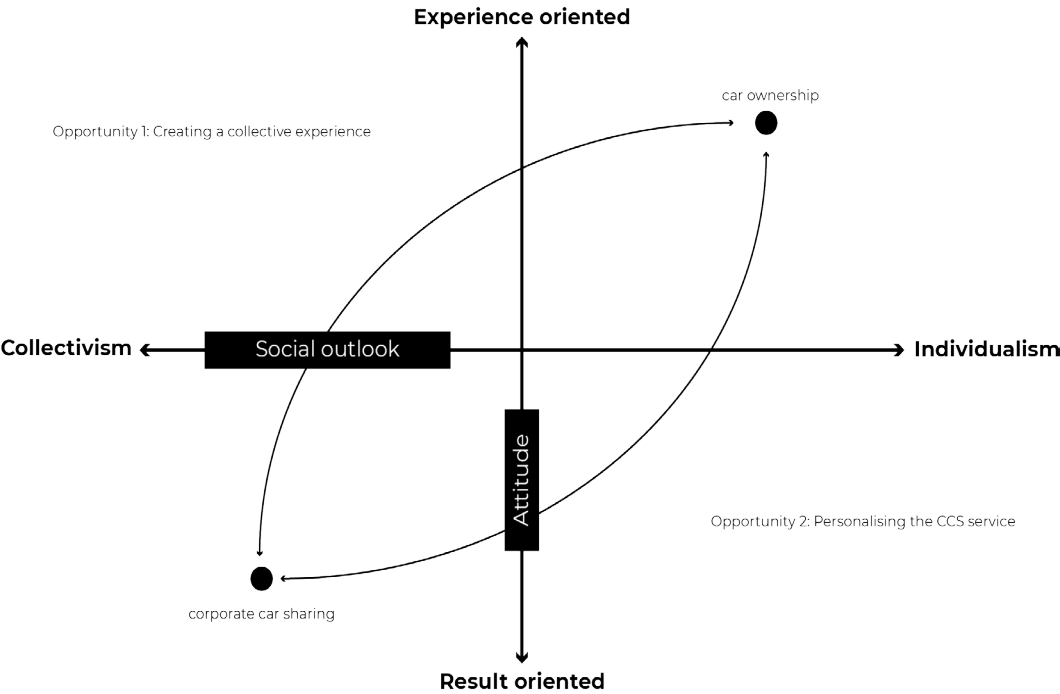 Experience oriented
car ownership
Opportunity 1: Creating a collective experience
Collectivism
Social outlook
Individualism
Attitude
Opportunity 2: Personalising the CCS service
corporate car sharing
Result oriented